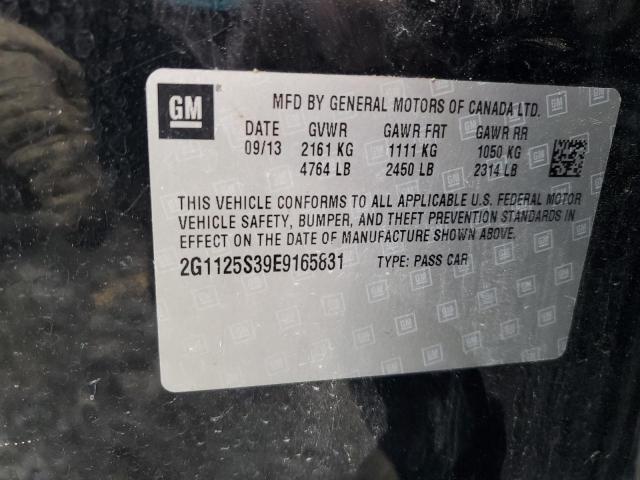 GM
MFD BY GENERAL MOTORS OF CANADA LTD.
DATE GVWR GAWR FRT GAWR RR
09/13 2161 KG 1111 KG 1050 KG
4764 LB 2450 LB 2314 LB
THIS VEHICLE CONFORMS TO ALL APPLICABLE U.S. FEDERAL MOTOR
VEHICLE SAFETY, BUMPER, AND THEFT PREVENTION STANDARDS IN
EFFECT ON THE DATE OF MANUFACTURE SHOWN ABOVE.
2G1125S39E9165831 TYPE: PASS CAR